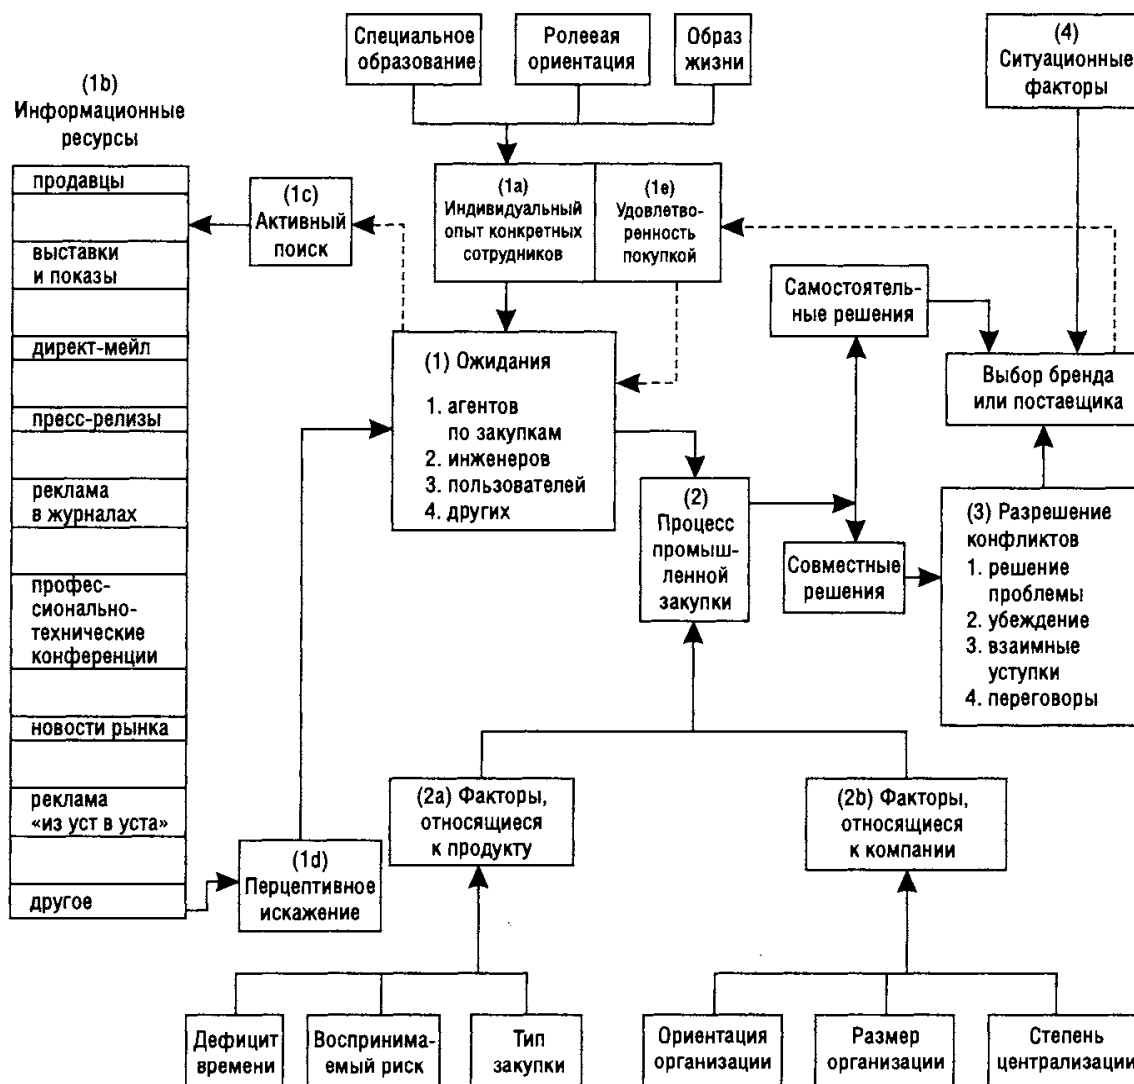 Специальное
образование
Ролеεая
ориентация
Образ
жизни
(4)
Ситуационные
факторы
(1b)
Информационные
ресурсы
продавцы
выставки
и показы
директ-мейл
пресс-релизы
реклама
в журналах
профес-
сионально-
технические
конференции
новости рынка
реклама
«из уст в уста»
другое
(1c)
Активный
поиск
(1a)
Индивидуальный
опыт конкретных
сотрудников
(1e)
Удовлетво-
ренность
покупкой
(1) Ожидания
1. агентов
по закупкам
2. инженеров
3. пользователей
4. других
Самостоятель-
ные решения
Выбор бренда
или постаещика
(2)
Процесс
промыш-
ленной
закупки
Совместные
решения
(3) Разрешение
конфликтов
1. решение
проблемы
2. убеждение
3. взаимные
уступки
4. переговоры
(2a) Факторы,
относящиеся
к продукту
(2b) Факторы,
относящиеся
к компании
(1d)
Перцептивное
искажение
Дефицит
времени
Воспринима-
емый риск
Тип
закупки
Ориентация
организации
Размер
организации
Степень
централизации